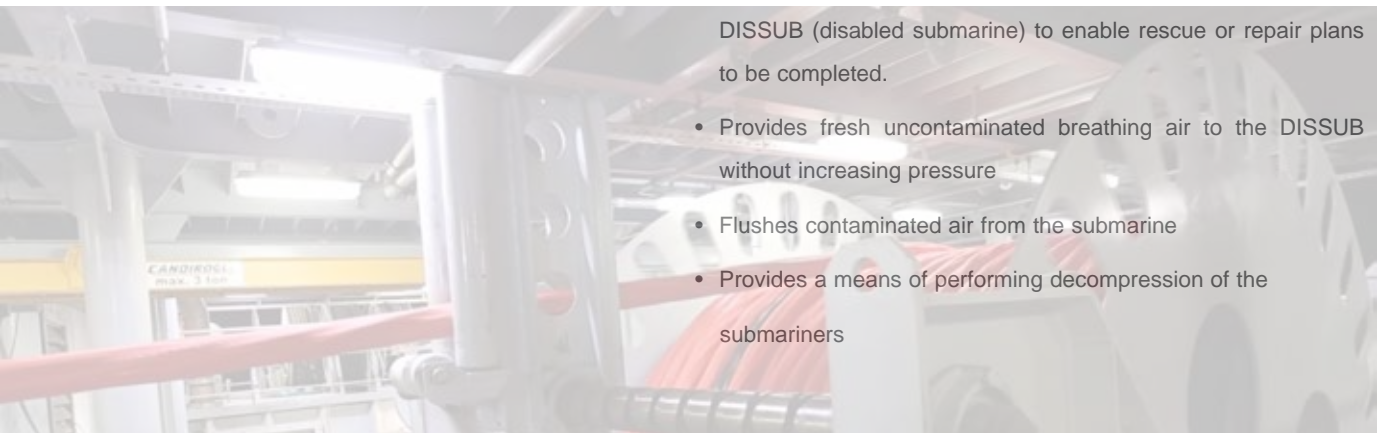 DISSUB (disabled submarine) to enable rescue or repair plans
to be completed.
• Provides fresh uncontaminated breathing air to the DISSUB
without increasing pressure
• Flushes contaminated air from the submarine
• Provides a means of performing decompression of the
submariners
max. 3 ton